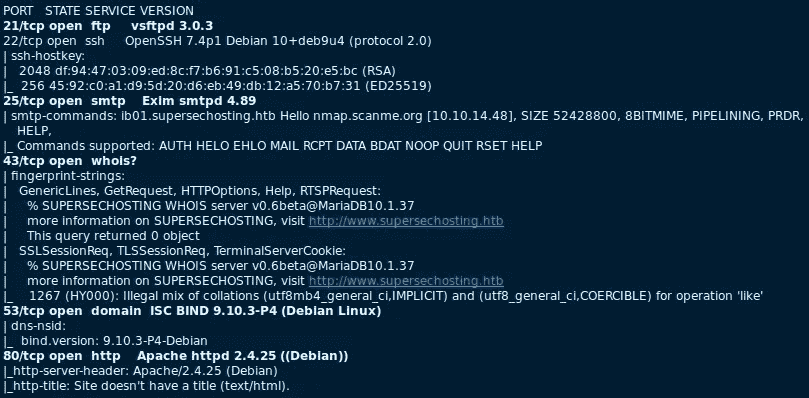 PORT   STATE SERVICE VERSION
21/tcp open  ftp     vsftpd 3.0.3
22/tcp open  ssh     OpenSSH 7.4p1 Debian 10+deb9u4 (protocol 2.0)
| ssh-hostkey:
|   2048 df:94:47:03:09:ed:8c:f7:b6:91:c5:08:b5:20:e5:bc (RSA)
|_  256 45:92:c0:a1:d9:5d:20:d6:eb:49:db:12:a5:70:b7:31 (ED25519)
25/tcp open  smtp    Exim smtpd 4.89
| smtp-commands: ib01.supersechosting.htb Hello nmap.scanme.org [10.10.14.48], SIZE 52428800, 8BITMIME, PIPELINING, PRDR,
HELP,
|_ Commands supported: AUTH HELO EHLO MAIL RCPT DATA BDAT NOOP QUIT RSET HELP
43/tcp open  whois?
| fingerprint-strings:
|   GenericLines, GetRequest, HTTPOptions, Help, RTSPRequest:
|     % SUPERSECHOSTING WHOIS server v0.6beta@MariaDB10.1.37
|     more information on SUPERSECHOSTING, visit http://www.supersechosting.htb
|     This query returned 0 object
|   SSLSessionReq, TLSSessionReq, TerminalServerCookie:
|     % SUPERSECHOSTING WHOIS server v0.6beta@MariaDB10.1.37
|     more information on SUPERSECHOSTING, visit http://www.supersechosting.htb
|_    1267 (HY000): Illegal mix of collations (utf8mb4_general_ci,IMPLICIT) and (utf8_general_ci,COERCIBLE) for operation 'like'
53/tcp open  domain  ISC BIND 9.10.3-P4 (Debian Linux)
| dns-nsid:
|_  bind.version: 9.10.3-P4-Debian
80/tcp open  http    Apache httpd 2.4.25 ((Debian))
|_http-server-header: Apache/2.4.25 (Debian)
|_http-title: Site doesn't have a title (text/html).